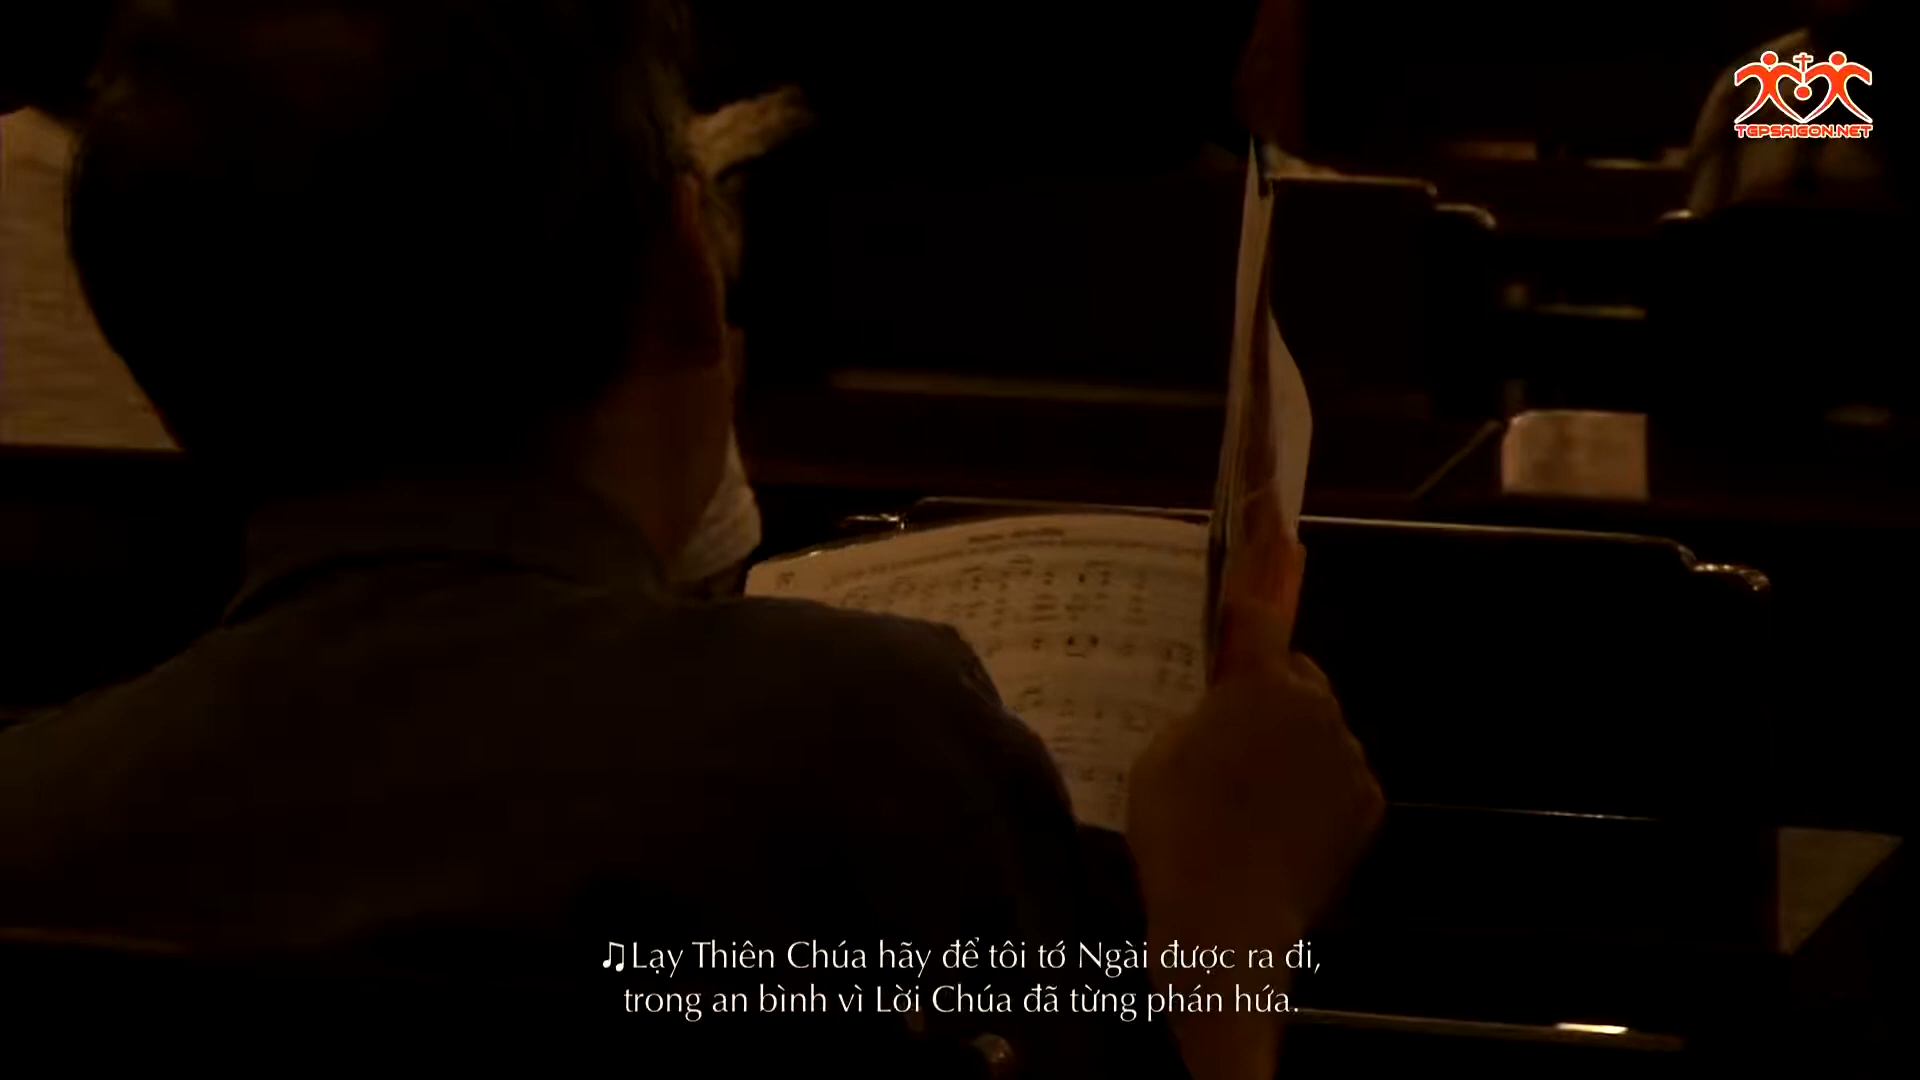 TGPSAIGON.NET
♫Lạy Thiên Chúa hãy để tôi tớ Ngài được ra đi,
trong an bình vì Lời Chúa đã từng phán hứa.